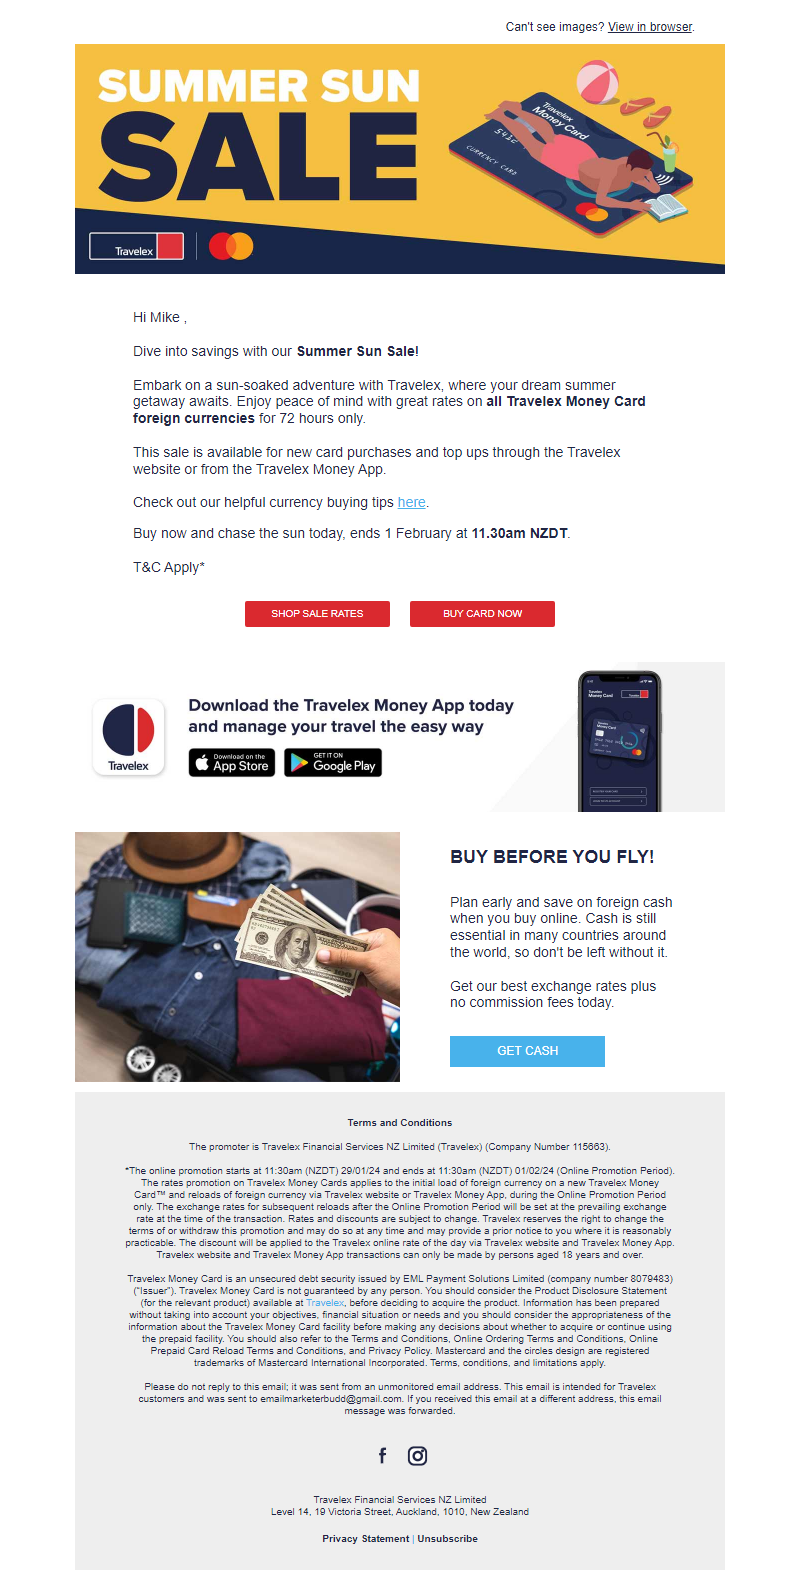 Can't see images? View in browser.
SUMMER SUN
SALE
Travelex
Money Card
5412
CURRENCY CARD
Travelex
Hi Mike ,
Dive into savings with our Summer Sun Sale!
Embark on a sun-soaked adventure with Travelex, where your dream summer
getaway awaits. Enjoy peace of mind with great rates on all Travelex Money Card
foreign currencies for 72 hours only.
This sale is available for new card purchases and top ups through the Travelex
website or from the Travelex Money App.
Check out our helpful currency buying tips here.
Buy now and chase the sun today, ends 1 February at 11.30am NZDT.
T&C Apply*
SHOP SALE RATES
BUY CARD NOW
Download the Travelex Money App today
and manage your travel the easy way
Travelex
Download on the
App Store
GET IT ON
Google Play
Travelex
Money Card
BUY BEFORE YOU FLY!
Plan early and save on foreign cash
when you buy online. Cash is still
essential in many countries around
the world, so don't be left without it.
Get our best exchange rates plus
no commission fees today.
GET CASH
100
Terms and Conditions
The promoter is Travelex Financial Services NZ Limited (Travelex) (Company Number 115663).
*The online promotion starts at 11:30am (NZDT) 29/01/24 and ends at 11:30am (NZDT) 01/02/24 (Online Promotion Period).
The rates promotion on Travelex Money Cards applies to the initial load of foreign currency on a new Travelex Money
Card™ and reloads of foreign currency via Travelex website or Travelex Money App, during the Online Promotion Period
only. The exchange rates for subsequent reloads after the Online Promotion Period will be set at the prevailing exchange
rate at the time of the transaction. Rates and discounts are subject to change. Travelex reserves the right to change the
terms of or withdraw this promotion and may do so at any time and may provide a prior notice to you where it is reasonably
practicable. The discount will be applied to the Travelex online rate of the day via Travelex website and Travelex Money App.
Travelex website and Travelex Money App transactions can only be made by persons aged 18 years and over.
Travelex Money Card is an unsecured debt security issued by EML Payment Solutions Limited (company number 8079483)
("Issuer"). Travelex Money Card is not guaranteed by any person. You should consider the Product Disclosure Statement
(for the relevant product) available at Travelex, before deciding to acquire the product. Information has been prepared
without taking into account your objectives, financial situation or needs and you should consider the appropriateness of the
information about the Travelex Money Card facility before making any decisions about whether to acquire or continue using
the prepaid facility. You should also refer to the Terms and Conditions, Online Ordering Terms and Conditions, Online
Prepaid Card Reload Terms and Conditions, and Privacy Policy. Mastercard and the circles design are registered
trademarks of Mastercard International Incorporated. Terms, conditions, and limitations apply.
Please do not reply to this email; it was sent from an unmonitored email address. This email is intended for Travelex
customers and was sent to emailmarketerbudd@gmail.com. If you received this email at a different address, this email
message was forwarded.
Travelex Financial Services NZ Limited
Level 14, 19 Victoria Street, Auckland, 1010, New Zealand
Privacy Statement | Unsubscribe